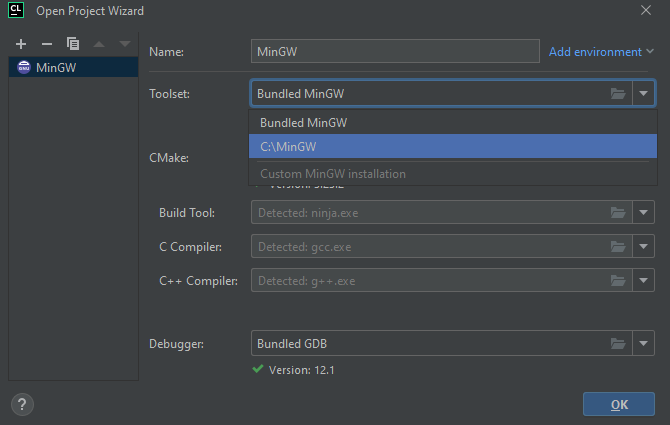 CL Open Project Wizard
MinGW
Name: MinGW Add environment
Toolset: Bundled MinGW
Bundled MinGW
C:\MinGW
CMake:
Custom MinGW installation
Build Tool: Detected: ninja.exe
C Compiler: Detected: gcc.exe
C++ Compiler: Detected: g++.exe
Debugger: Bundled GDB
Version: 12.1
? OK